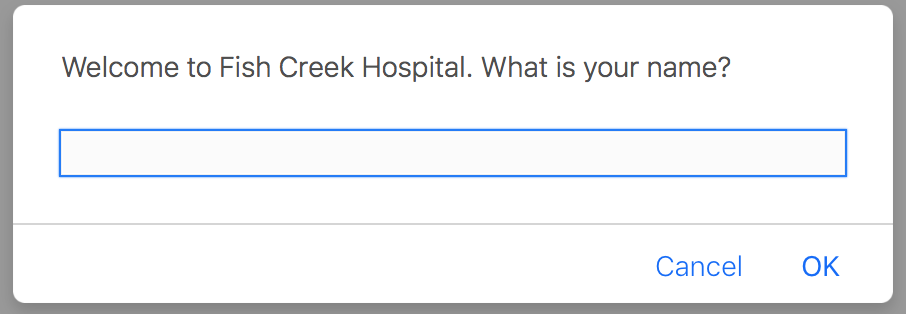 Welcome to Fish Creek Hospital. What is your name?
Cancel OK